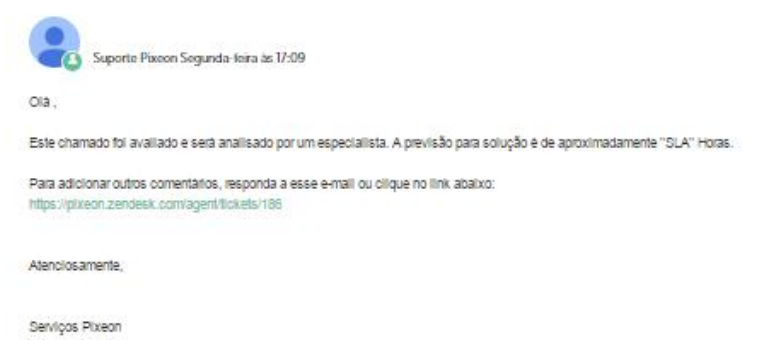 Suporte Pixeon Segunda-feira às 17:09
Olá ,
Este chamado foi avaliado e será analisado por um especialista. A previsão para solução é de aproximadamente "SLA" Horas.
Para adicionar outros comentários, responda a esse e-mail ou clique no link abaixo:
https://pixeon.zendesk.com/agent/tickets/186
Atenciosamente,
Serviços Pixeon